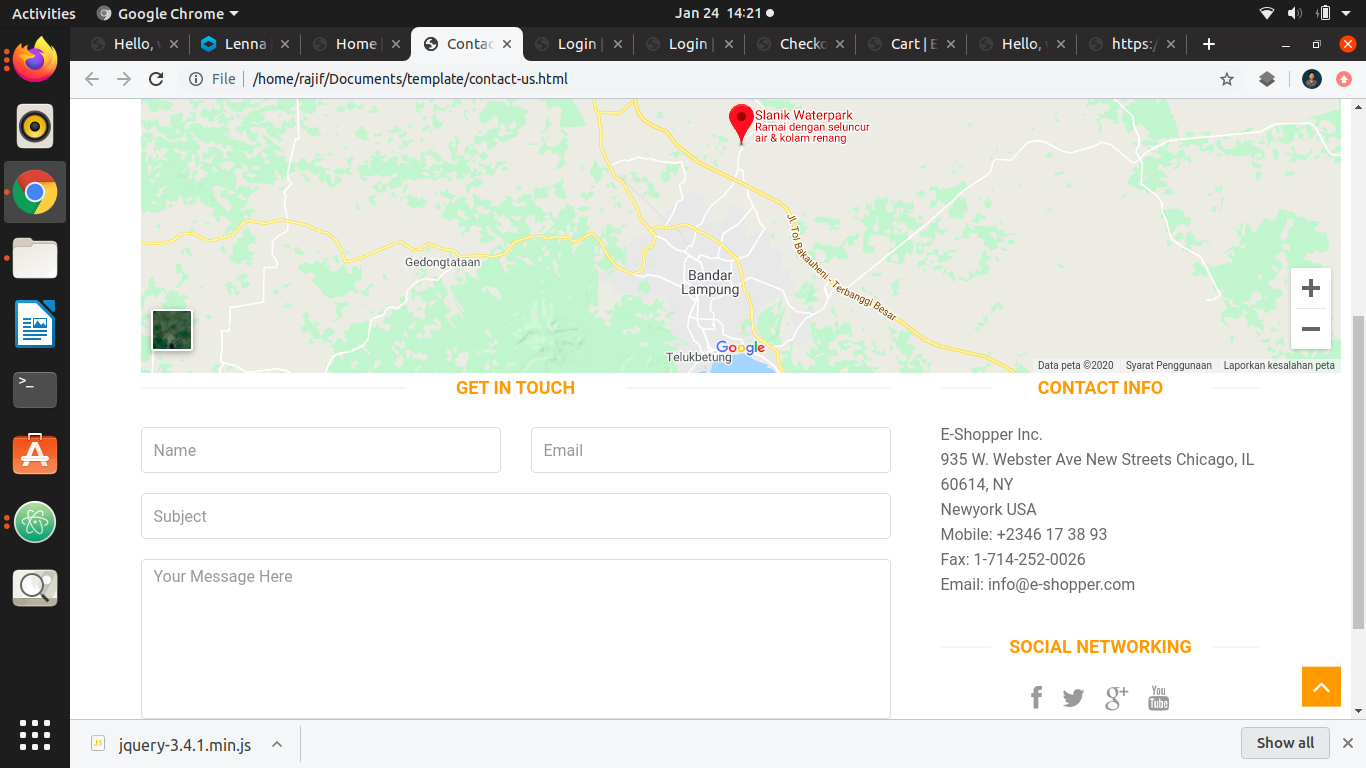 Activities
Google Chrome
Jan 24 14:21
Hello,
Lenna
Home |
Contac
Login |
Login |
Checko
Cart | E
Hello,
https:/
File
/home/rajif/Documents/template/contact-us.html
Slanik Waterpark
Ramai dengan seluncur
air & kolam renang
Jl. Tol Bakauheni - Terbanggi Besar
Gedongtataan
Bandar
Lampung
Telukbetung
Google
Data peta ©2020
Syarat Penggunaan
Laporkan kesalahan peta
GET IN TOUCH
Name
Email
Subject
Your Message Here
CONTACT INFO
E-Shopper Inc.
935 W. Webster Ave New Streets Chicago, IL
60614, NY
Newyork USA
Mobile: +2346 17 38 93
Fax: 1-714-252-0026
Email: info@e-shopper.com
SOCIAL NETWORKING
You
Tube
JS
jquery-3.4.1.min.js
Show all